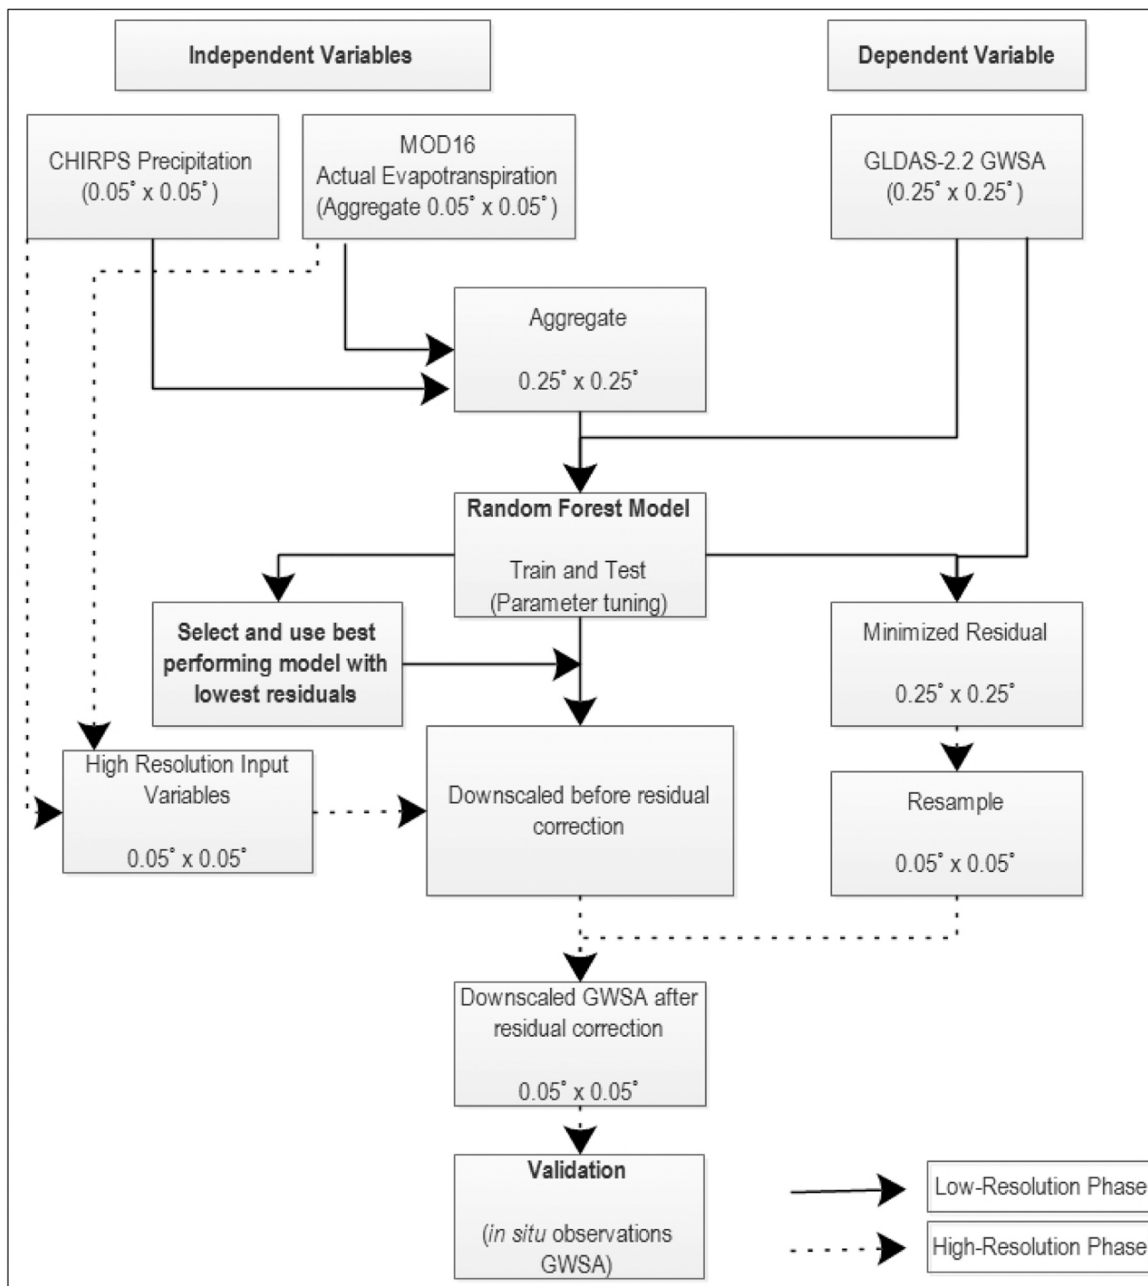 Independent Variables
Dependent Variable
CHIRPS Precipitation
(0.05˚ x 0.05˚)
MOD16
Actual Evapotranspiration
(Aggregate 0.05˚ x 0.05˚)
GLDAS-2.2 GWSA
(0.25˚ x 0.25˚)
Aggregate
0.25˚ x 0.25˚
Random Forest Model
Train and Test
(Parameter tuning)
Select and use best
performing model with
lowest residuals
Minimized Residual
0.25˚ x 0.25˚
High Resolution Input
Variables
0.05˚ x 0.05˚
Downscaled before residual
correction
Resample
0.05˚ x 0.05˚
Downscaled GWSA after
residual correction
0.05˚ x 0.05˚
Validation
(in situ observations
GWSA)
Low-Resolution Phase
High-Resolution Phase